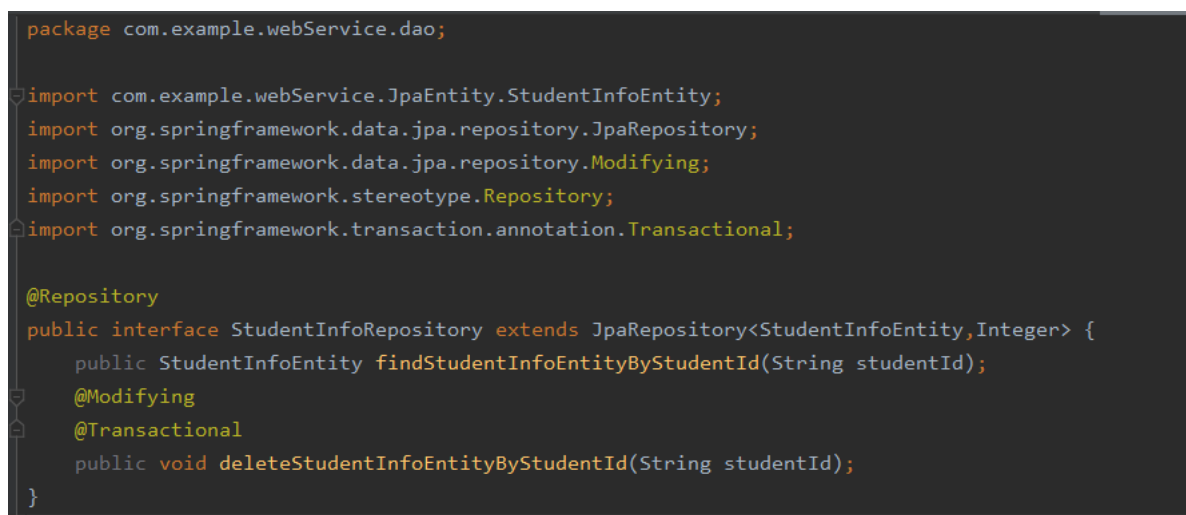 package com.example.webService.dao;
import com.example.webService.JpaEntity.StudentInfoEntity;
import org.springframework.data.jpa.repository.JpaRepository;
import org.springframework.data.jpa.repository.Modifying;
import org.springframework.stereotype.Repository;
import org.springframework.transaction.annotation.Transactional;
@Repository
public interface StudentInfoRepository extends JpaRepository<StudentInfoEntity,Integer> {
    public StudentInfoEntity findStudentInfoEntityByStudentId(String studentId);
    @Modifying
    @Transactional
    public void deleteStudentInfoEntityByStudentId(String studentId);
}